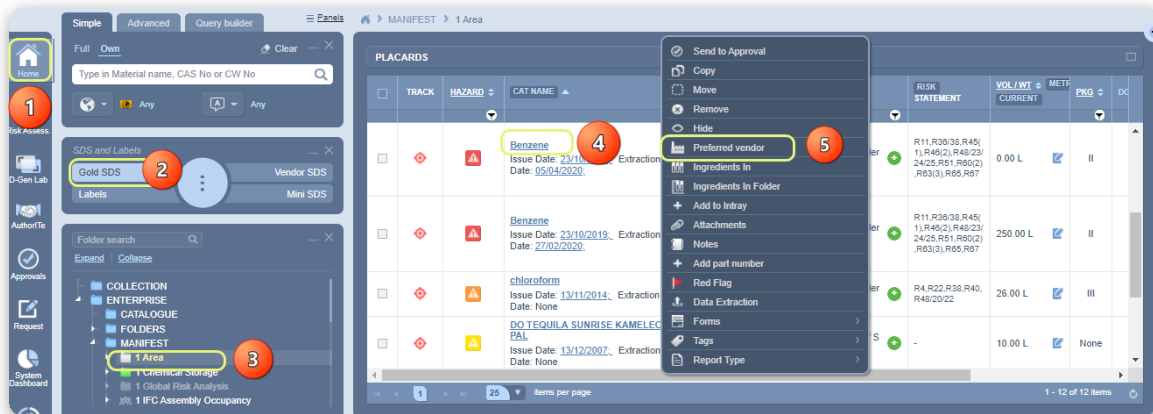 Simple
Advanced
Query builder
Panels
MANIFEST
1 Area
Home
1
Risk Assess.
D-Gen Lab
AuthorITe
Approvals
Request
System
Dashboard
Full
Own
Clear
Type in Material name, CAS No or CW No
Any
A
Any
SDS and Labels
Gold SDS
2
Vendor SDS
Labels
Mini SDS
Folder search
Expand
Collapse
COLLECTION
ENTERPRISE
CATALOGUE
FOLDERS
MANIFEST
1 Area
3
1 Chemical Storage
1 Global Risk Analysis
1 IFC Assembly Occupancy
PLACARDS
TRACK
HAZARD
CAT NAME
RISK
STATEMENT
VOL / WT
CURRENT
PKG
Benzene
4
Issue Date: 23/10
Extraction
Date: 05/04/2020;
R11,R36/38,R45(
1),R46(2),R48/23/
24/25,R51,R60(2)
,R63(3),R65,R67
0.00 L
II
Benzene
Issue Date: 23/10/2019; Extraction
Date: 27/02/2020;
R11,R36/38,R45(
1),R46(2),R48/23/
24/25,R51,R60(2)
,R63(3),R65,R67
250.00 L
II
chloroform
Issue Date: 13/11/2014; Extraction
Date: None
R4,R22,R38,R40,
R48/20/22
26.00 L
III
DO TEQUILA SUNRISE KAMELEO
PAL
Issue Date: 13/12/2007; Extraction
Date: None
'S
-
10.00 L
None
Send to Approval
Copy
Move
Remove
Hide
Preferred vendor
5
Ingredients In
Ingredients In Folder
Add to Intray
Attachments
Notes
Add part number
Red Flag
Data Extraction
Forms
Tags
Report Type
1
25
items per page
1 - 12 of 12 items